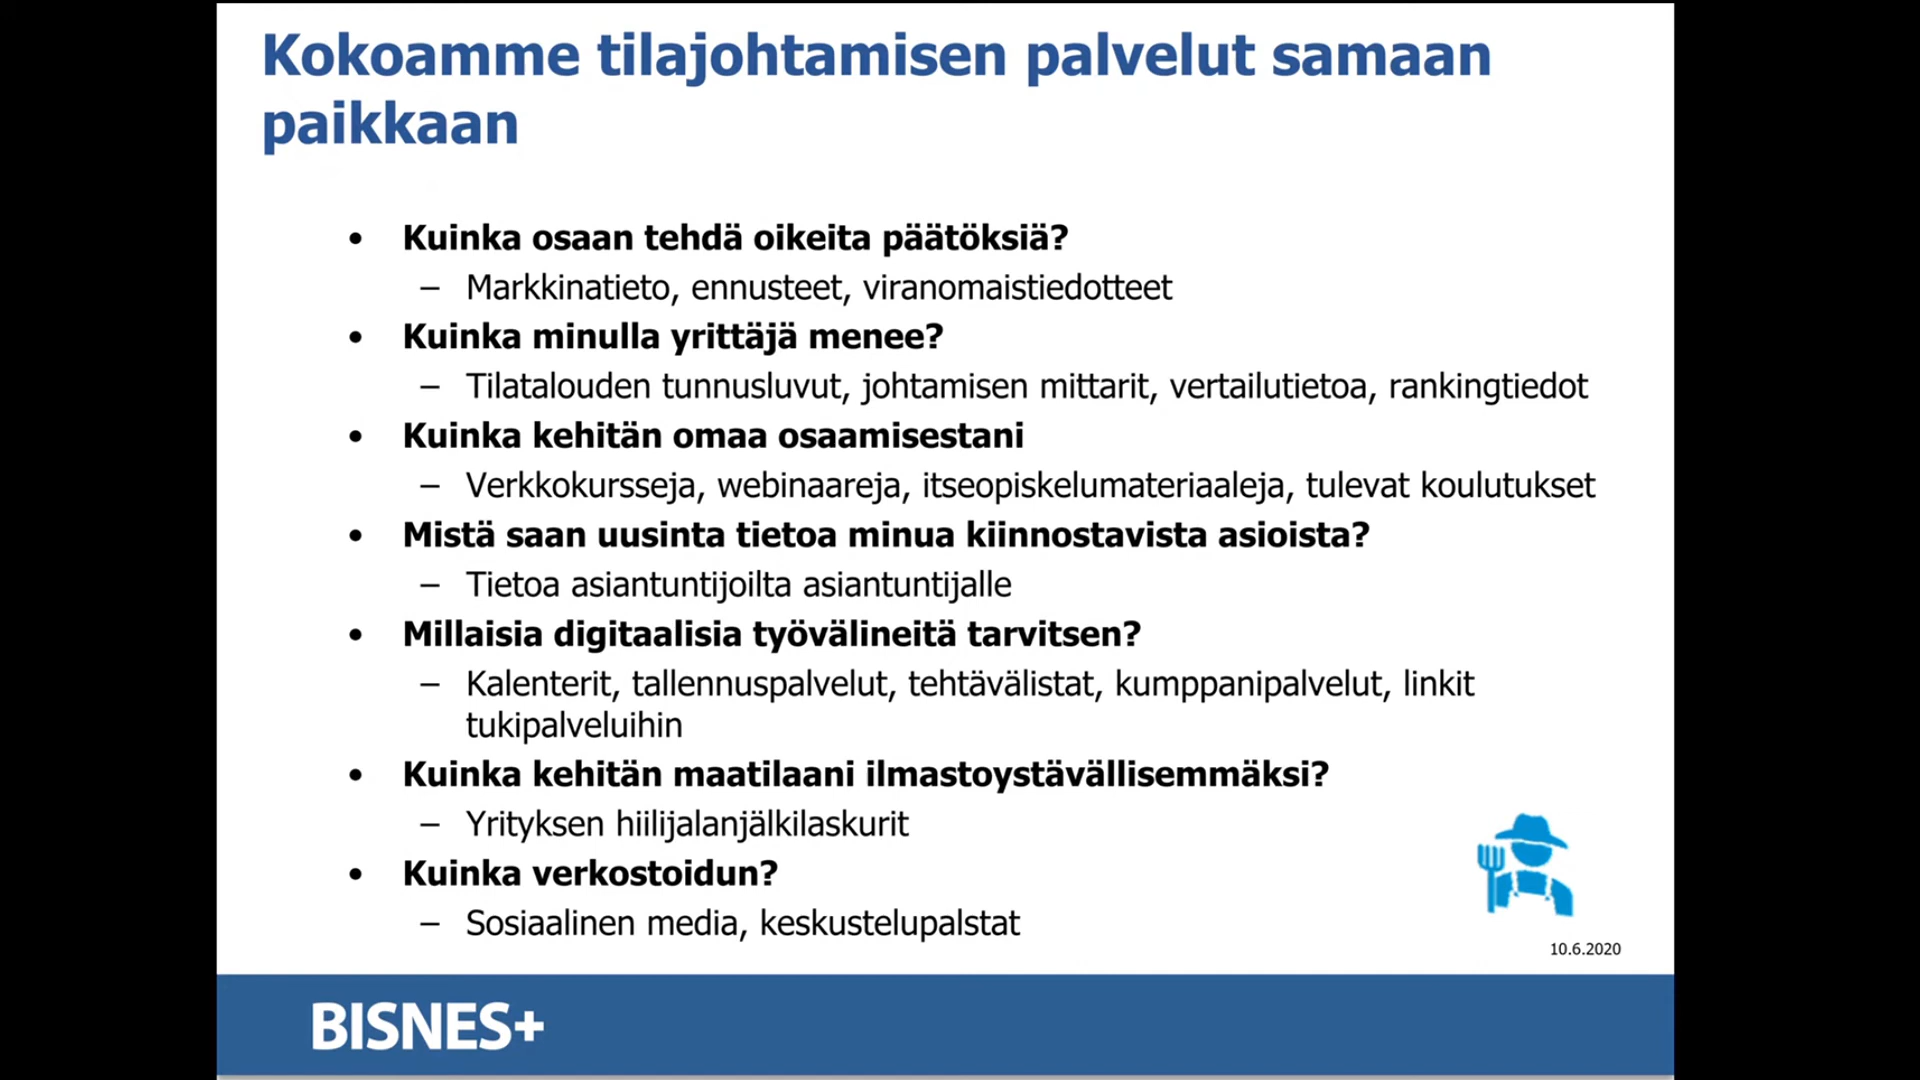 Kokoamme tilajohtamisen palvelut samaan
paikkaan
• Kuinka osaan tehdä oikeita päätöksiä?
– Markkinatieto, ennusteet, viranomaistiedotteet
• Kuinka minulla yrittäjä menee?
– Tilatalouden tunnusluvut, johtamisen mittarit, vertailutietoa, rankingtiedot
• Kuinka kehitän omaa osaamisestani
– Verkkokursseja, webinaareja, itseopiskelumateriaaleja, tulevat koulutukset
• Mistä saan uusinta tietoa minua kiinnostavista asioista?
– Tietoa asiantuntijoilta asiantuntijalle
• Millaisia digitaalisia työvälineitä tarvitsen?
– Kalenterit, tallennuspalvelut, tehtävälistat, kumppanipalvelut, linkit
tukipalveluihin
• Kuinka kehitän maatilaani ilmastoystävällisemmäksi?
– Yrityksen hiilijalanjälkilaskurit
• Kuinka verkostoidun?
– Sosiaalinen media, keskustelupalstat
10.6.2020
BISNES+